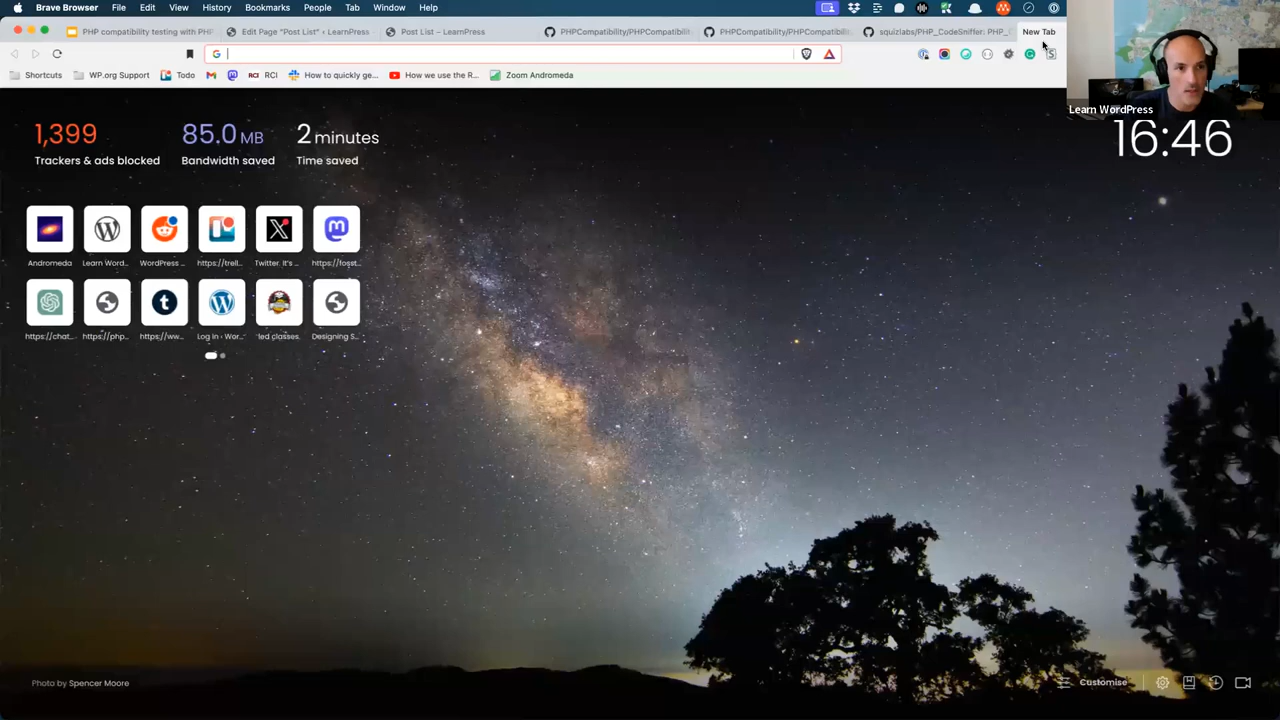 Brave Browser File Edit View History Bookmarks People Tab Window Help
PHP compatibility testing with PHP Edit Page "Post List" ‹ LearnPress Post List – LearnPress PHPCompatibility/PHPCompatibilit PHPCompatibility/PHPCompatib squizlabs/PHP_CodeSniffer: PHP_ New Tab
Shortcuts WP.org Support Todo RCI RCI How to quickly ge... How we use the R... Zoom Andromeda
Learn WordPress
1,399 85.0 MB 2 minutes
Trackers & ads blocked Bandwidth saved Time saved
16:46
Andromeda Learn Word... WordPress ... https://trell... Twitter. It's ... https://fosst...
https://chat... https://php... https://ww... Log In ‹ Wor... led classes. Designing S...
Photo by Spencer Moore
Customise